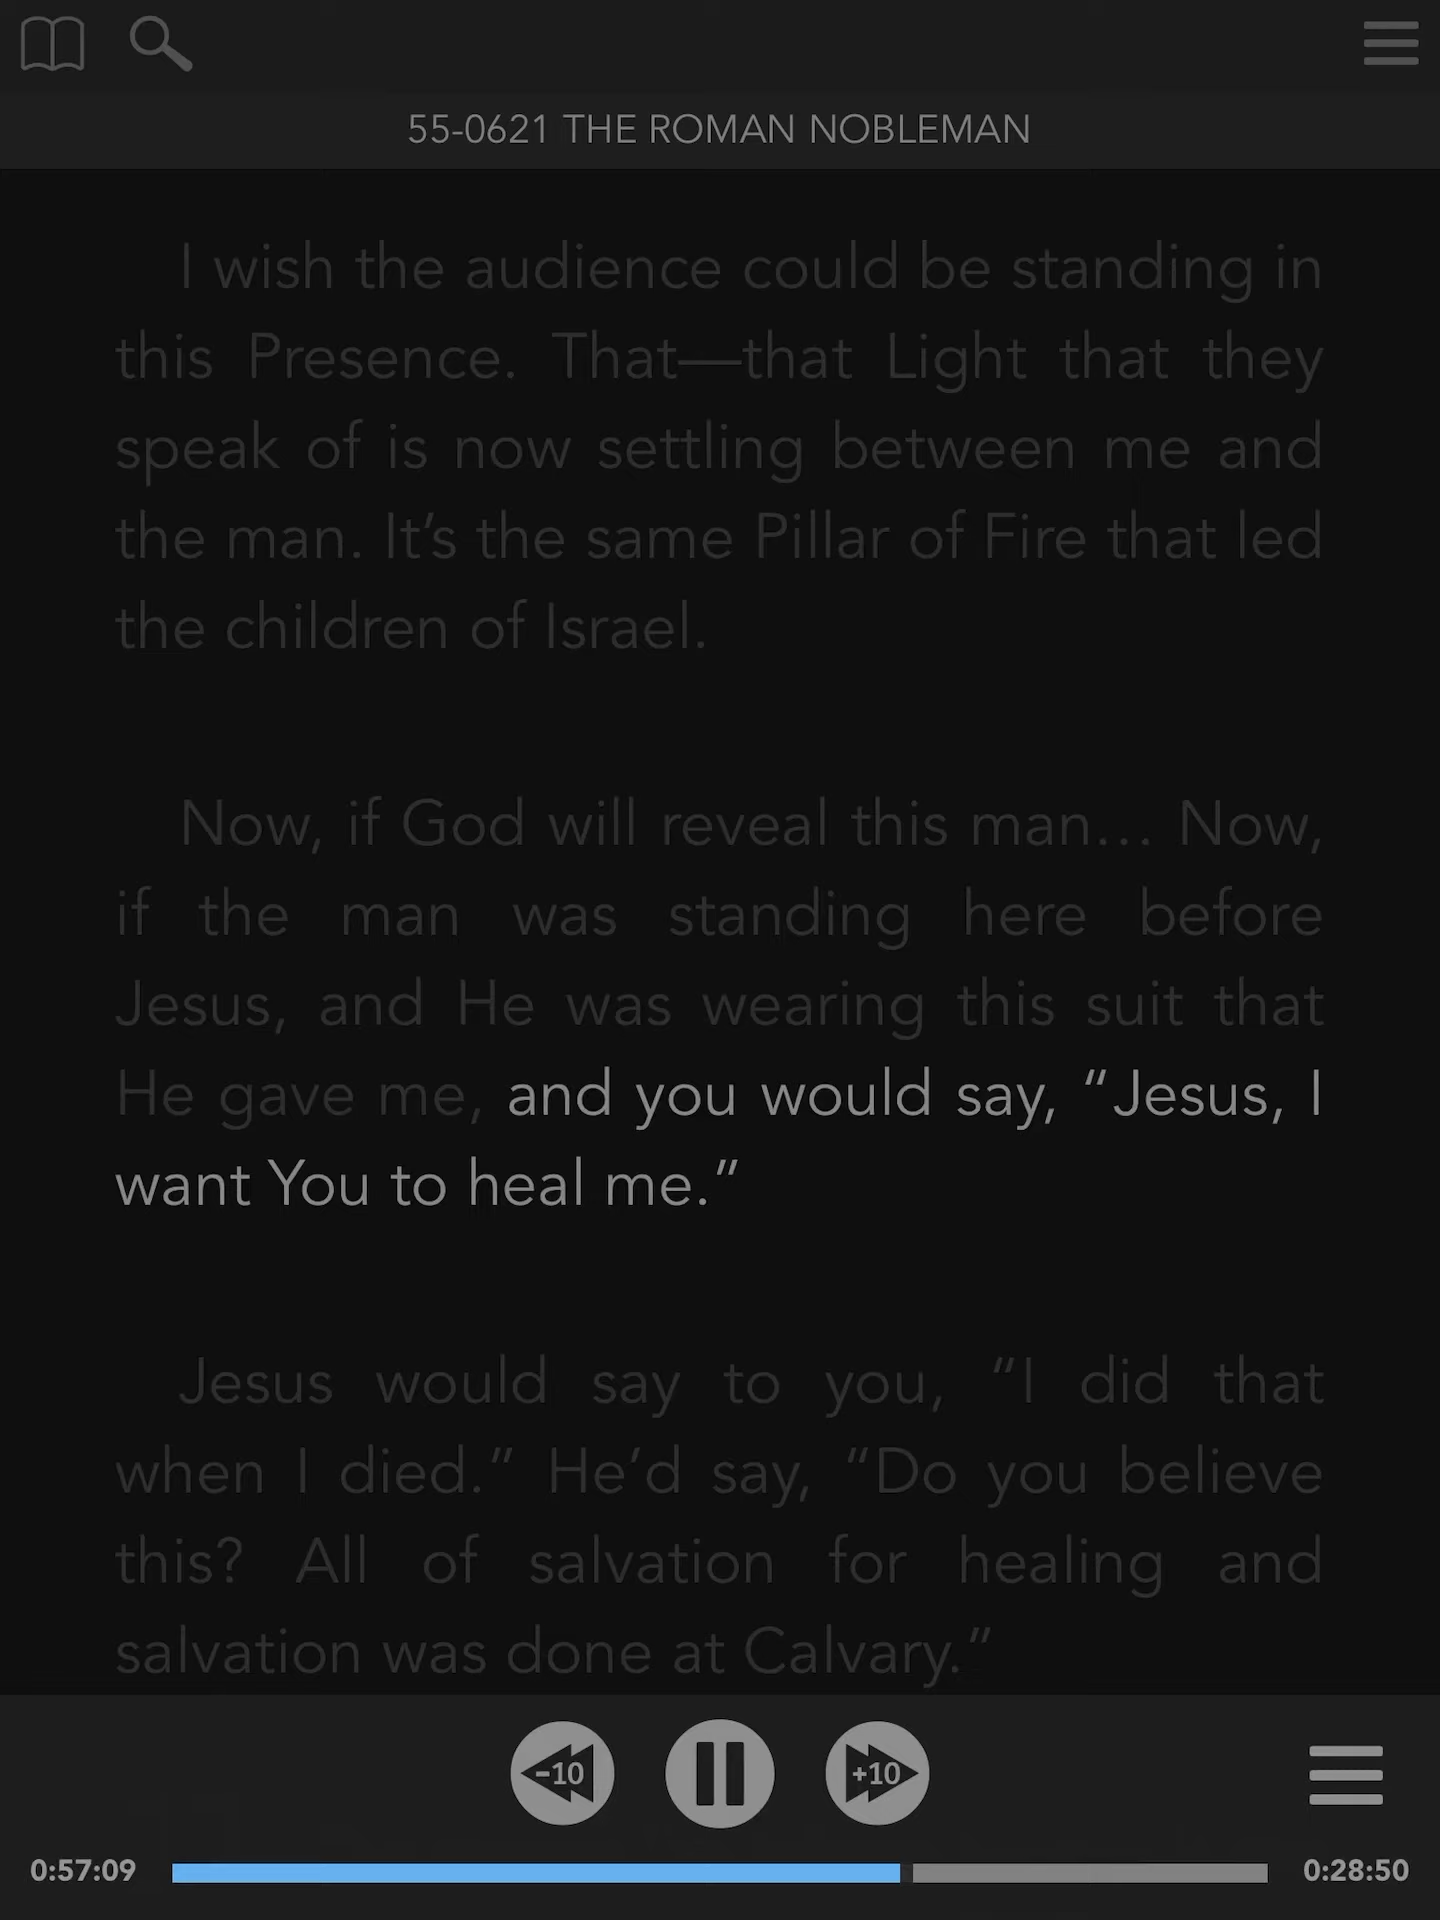 55-0621 THE ROMAN NOBLEMAN
I wish the audience could be standing in
this Presence. That—that Light that they
speak of is now settling between me and
the man. It’s the same Pillar of Fire that led
the children of Israel.
Now, if God will reveal this man… Now,
if the man was standing here before
Jesus, and He was wearing this suit that
He gave me, and you would say, “Jesus, I
want You to heal me.”
Jesus would say to you, “I did that
when I died.” He’d say, “Do you believe
this? All of salvation for healing and
salvation was done at Calvary.”
-10 +10
0:57:09 0:28:50